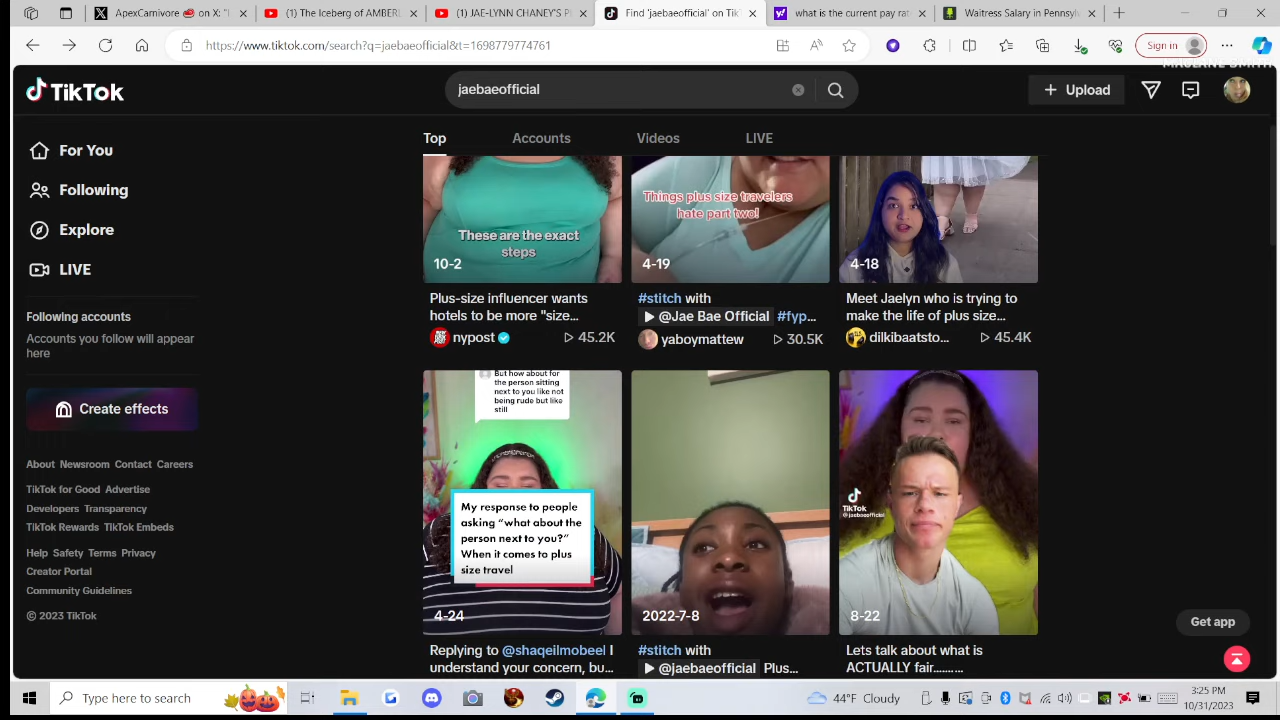 ApexCarnivore on X: "I
(1) The Iceberg of AMBERL
(1) JAE-LYNN CHANEY'S Pl
Find 'jaebaeofficial' on Tik
what is the current pay rat
Waitress Salary in Pennsylv
https://www.tiktok.com/search?q=jaebaeofficial&t=1698779774761
Sign in
TikTok
jaebaeofficial
Upload
Top
Accounts
Videos
LIVE
For You
Following
Explore
LIVE
Following accounts
Accounts you follow will appear
here
Create effects
About Newsroom Contact Careers
TikTok for Good Advertise
Developers Transparency
TikTok Rewards TikTok Embeds
Help Safety Terms Privacy
Creator Portal
Community Guidelines
© 2023 TikTok
These are the exact
steps
10-2
Plus-size influencer wants
hotels to be more "size...
nypost
45.2K
Things plus size travelers
hate part two!
4-19
#stitch with
@Jae Bae Official #fyp...
yaboymattew
30.5K
4-18
Meet Jaelyn who is trying to
make the life of plus size...
dilkibaatsto...
45.4K
But how about for
the person sitting
next to you like not
being rude but like
still
My response to people
asking “what about the
person next to you?”
When it comes to plus
size travel
4-24
Replying to @shaqeilmobeel I
understand your concern, bu...
2022-7-8
#stitch with
@jaebaeofficial Plus...
TikTok
@jaebaeofficial
8-22
Lets talk about what is
ACTUALLY fair........
Get app
Type here to search
44°F Cloudy
3:25 PM
10/31/2023